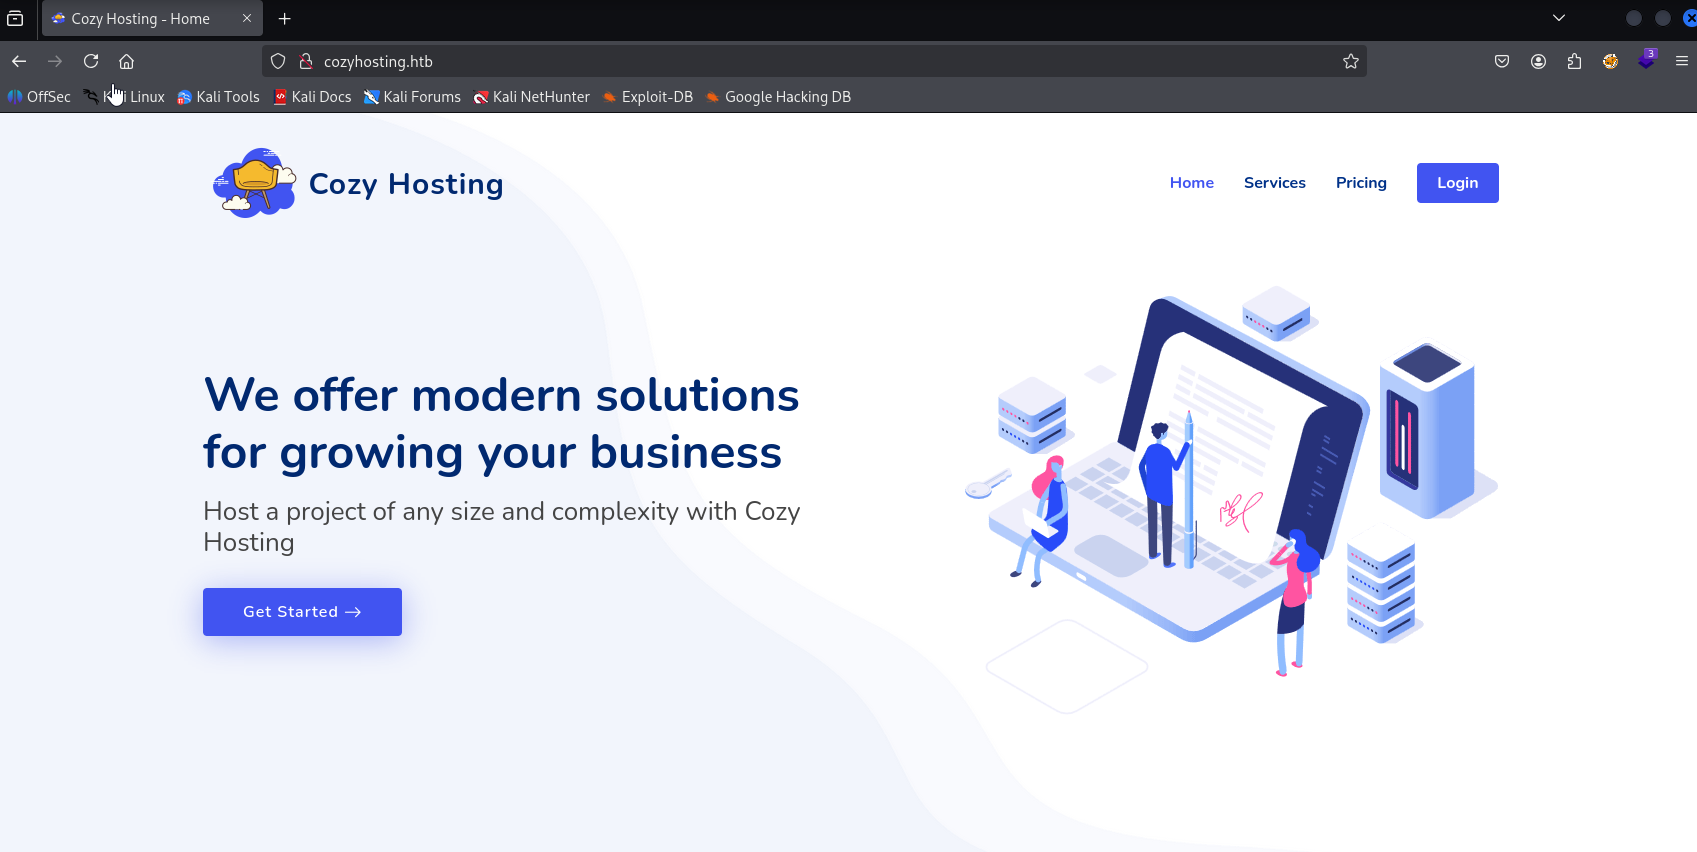 Cozy Hosting - Home
cozyhosting.htb
3
OffSec Kali Linux Kali Tools Kali Docs Kali Forums Kali NetHunter Exploit-DB Google Hacking DB
Cozy Hosting
Home Services Pricing Login
We offer modern solutions
for growing your business
Host a project of any size and complexity with Cozy
Hosting
Get Started →